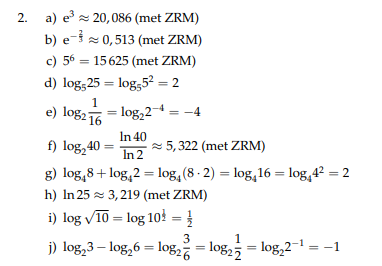 2. a) e³ ≈ 20,086 (met ZRM)
b) e^(-2/3) ≈ 0,513 (met ZRM)
c) 5⁶ = 15 625 (met ZRM)
d) log₅25 = log₅5² = 2
e) log₂ 1/16 = log₂2⁻⁴ = −4
f) log₂40 = ln 40 / ln 2 ≈ 5,322 (met ZRM)
g) log₄8 + log₄2 = log₄(8 · 2) = log₄16 = log₄4² = 2
h) ln 25 ≈ 3,219 (met ZRM)
i) log √10 = log 10^(1/2) = 1/2
j) log₂3 − log₂6 = log₂ 3/6 = log₂ 1/2 = log₂2⁻¹ = −1